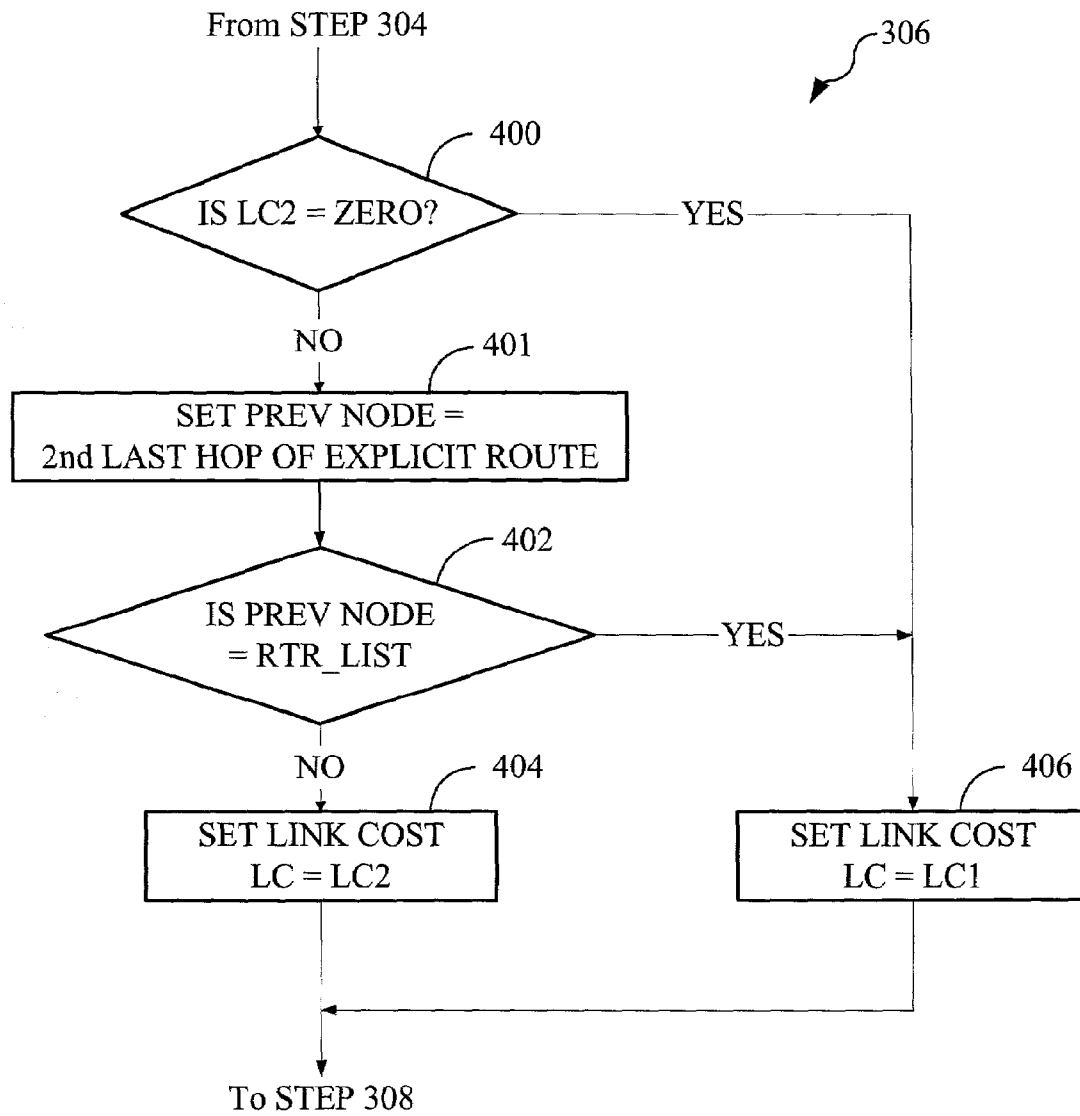 From STEP 304
306
400
IS LC2 = ZERO?
YES
NO
401
SET PREV NODE =
2nd LAST HOP OF EXPLICIT ROUTE
402
IS PREV NODE
= RTR_LIST
YES
NO
404
SET LINK COST
LC = LC2
406
SET LINK COST
LC = LC1
To STEP 308